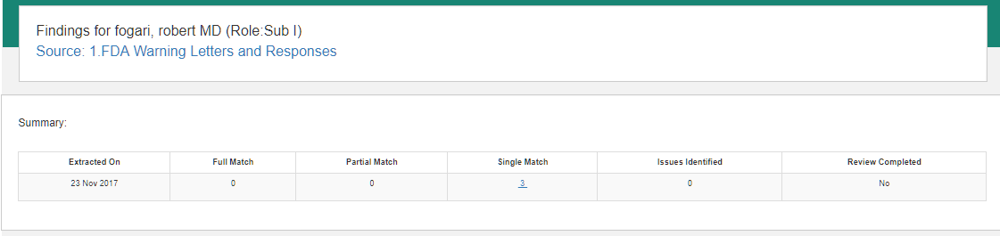 Findings for fogari, robert MD (Role:Sub I)
Source: 1.FDA Warning Letters and Responses
Summary:
Extracted On Full Match Partial Match Single Match Issues Identified Review Completed
23 Nov 2017 0 0 3 0 No